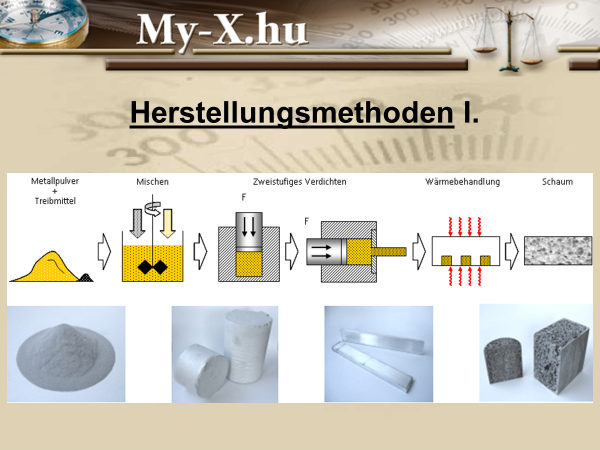 My-X.hu
Herstellungsmethoden I.
Metallpulver
+
Treibmittel
Mischen
Zweistufiges Verdichten
Wärmebehandlung
Schaum
F
F